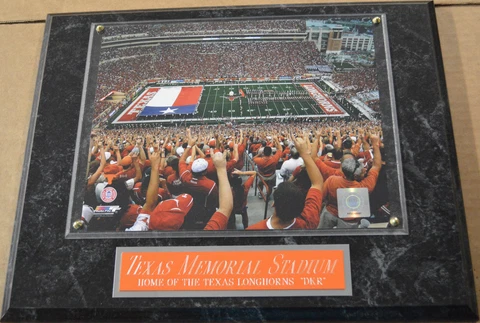 TEXAS MEMORIAL STADIUM
HOME OF THE TEXAS LONGHORNS "DKR"